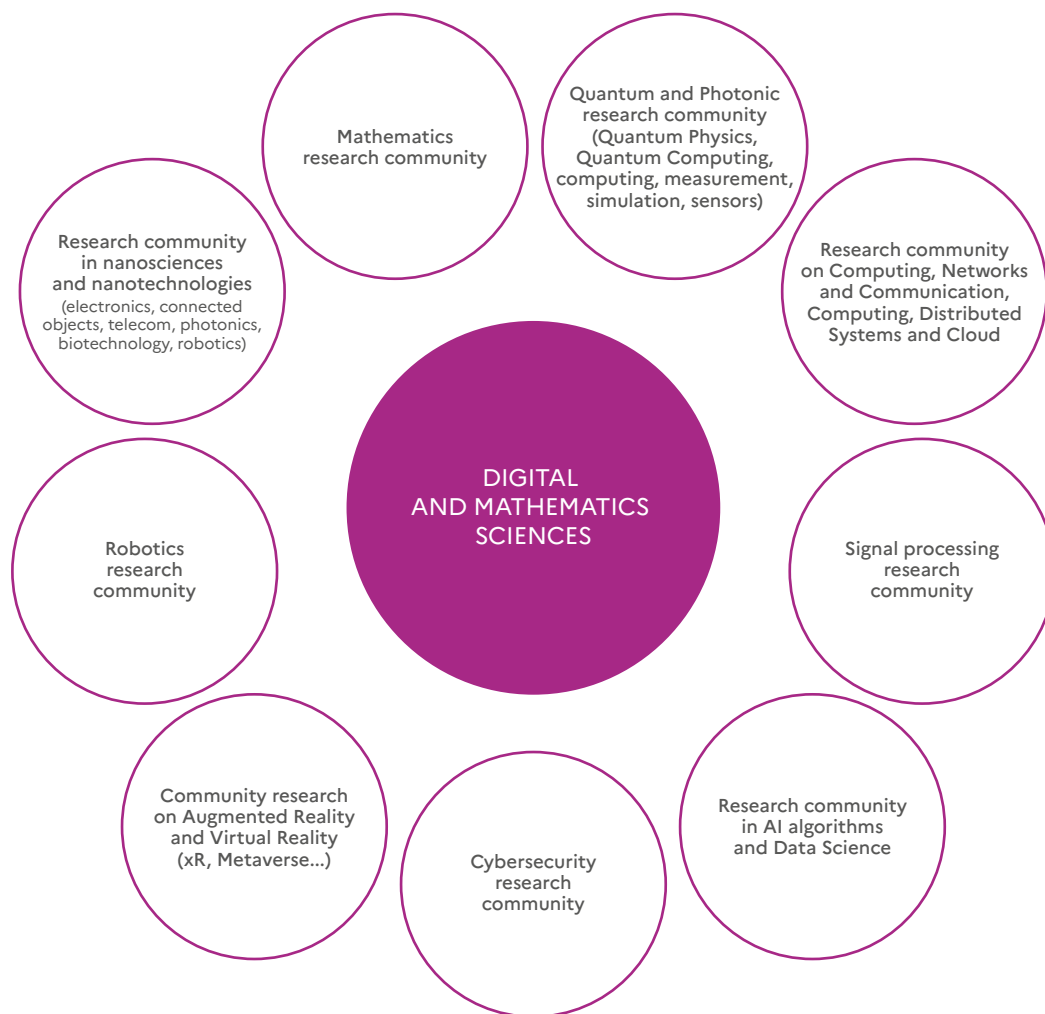 Mathematics
research community
Quantum and Photonic
research community
(Quantum Physics,
Quantum Computing,
computing, measurement,
simulation, sensors)
Research community
in nanosciences
and nanotechnologies
(electronics, connected
objects, telecom, photonics,
biotechnology, robotics)
Research community
on Computing, Networks
and Communication,
Computing, Distributed
Systems and Cloud
DIGITAL
AND MATHEMATICS
SCIENCES
Robotics
research
community
Signal processing
research
community
Community research
on Augmented Reality
and Virtual Reality
(xR, Metaverse...)
Cybersecurity
research
community
Research community
in AI algorithms
and Data Science